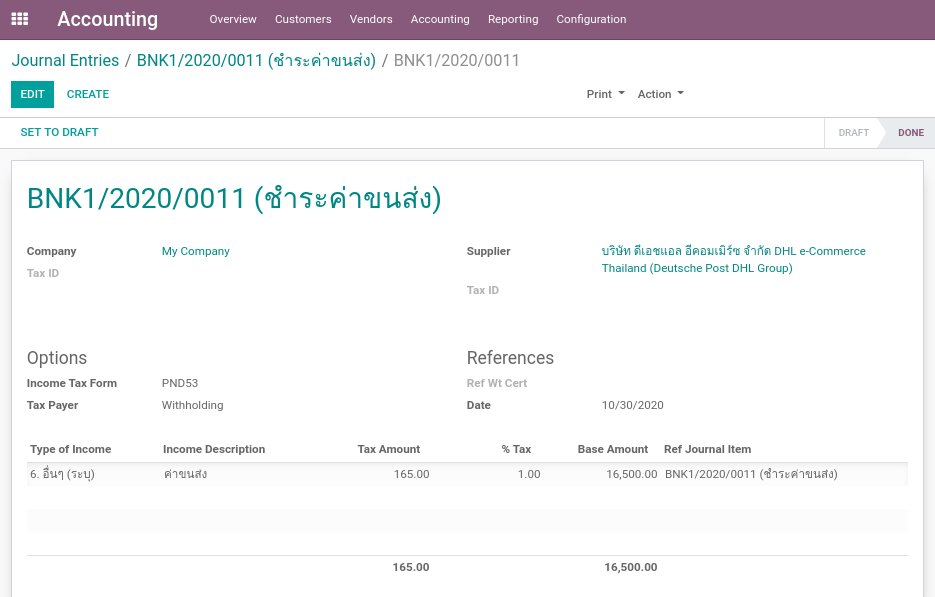 Accounting Overview Customers Vendors Accounting Reporting Configuration
Journal Entries / BNK1/2020/0011 (ชำระค่าขนส่ง) / BNK1/2020/0011
EDIT CREATE Print Action
SET TO DRAFT DRAFT DONE
BNK1/2020/0011 (ชำระค่าขนส่ง)
Company My Company Supplier บริษัท ดีเอชแอล อีคอมเมิร์ซ จำกัด DHL e-Commerce
Thailand (Deutsche Post DHL Group)
Tax ID
Tax ID
Options References
Income Tax Form PND53 Ref Wt Cert
Tax Payer Withholding Date 10/30/2020
Type of Income Income Description Tax Amount % Tax Base Amount Ref Journal Item
6. อื่นๆ (ระบุ) ค่าขนส่ง 165.00 1.00 16,500.00 BNK1/2020/0011 (ชำระค่าขนส่ง)
165.00 16,500.00